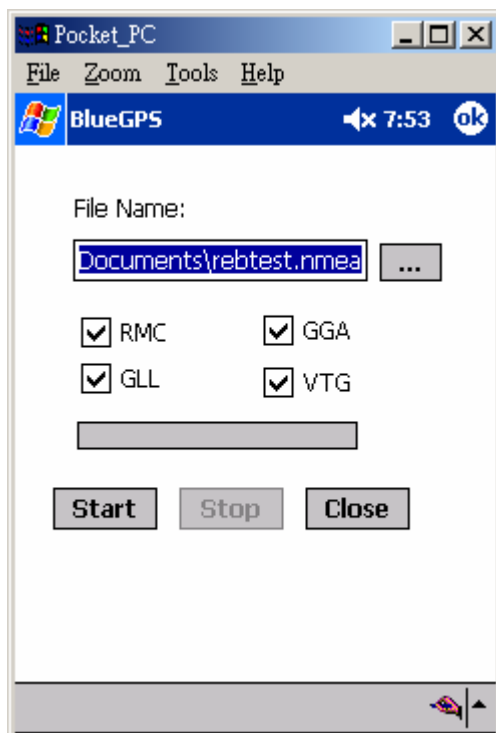 Pocket_PC
File Zoom Tools Help
BlueGPS 7:53 ok
File Name:
Documents\rebtest.nmea ...
RMC GGA
GLL VTG
Start Stop Close